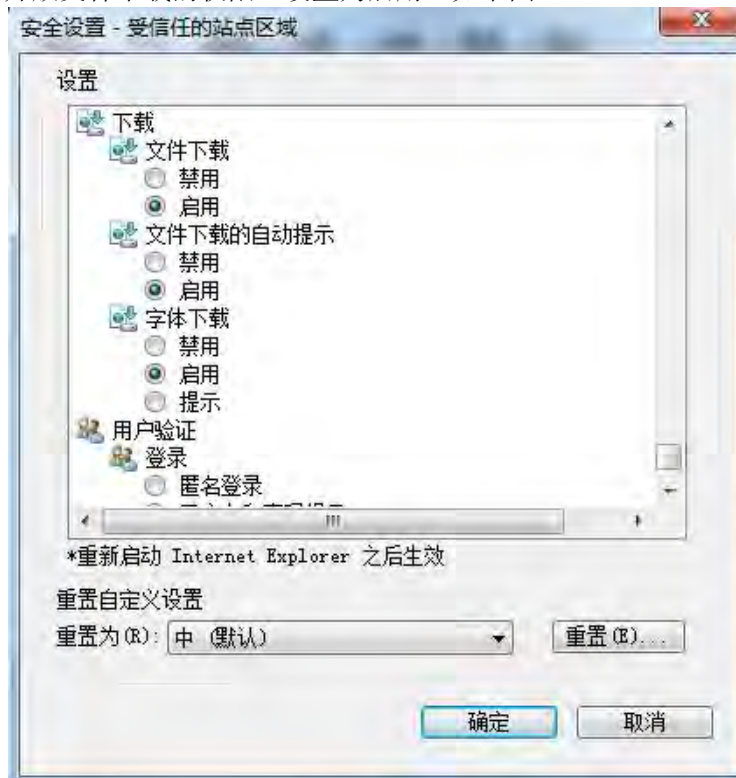 安全设置 - 受信任的站点区域
设置
下载
文件下载
禁用
启用
文件下载的自动提示
禁用
启用
字体下载
禁用
启用
提示
用户验证
登录
匿名登录
*重新启动 Internet Explorer 之后生效
重置自定义设置
重置为(R): 中 (默认) 重置(E)...
确定 取消